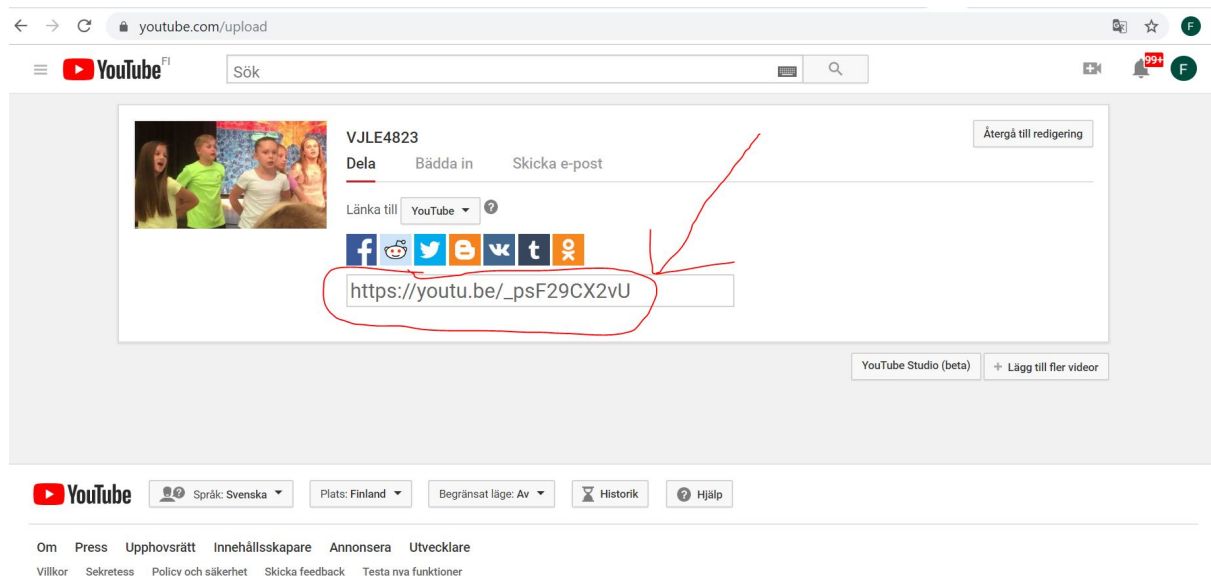 youtube.com/upload
F
YouTube FI
Sök
99+
F
VJLE4823
Återgå till redigering
Dela Bädda in Skicka e-post
Länka till YouTube ?
f B t
https://youtu.be/_psF29CX2vU
YouTube Studio (beta) + Lägg till fler videor
YouTube Språk: Svenska Plats: Finland Begränsat läge: Av Historik ? Hjälp
Om Press Upphovsrätt Innehållsskapare Annonsera Utvecklare
Villkor Sekretess Policy och säkerhet Skicka feedback Testa nya funktioner